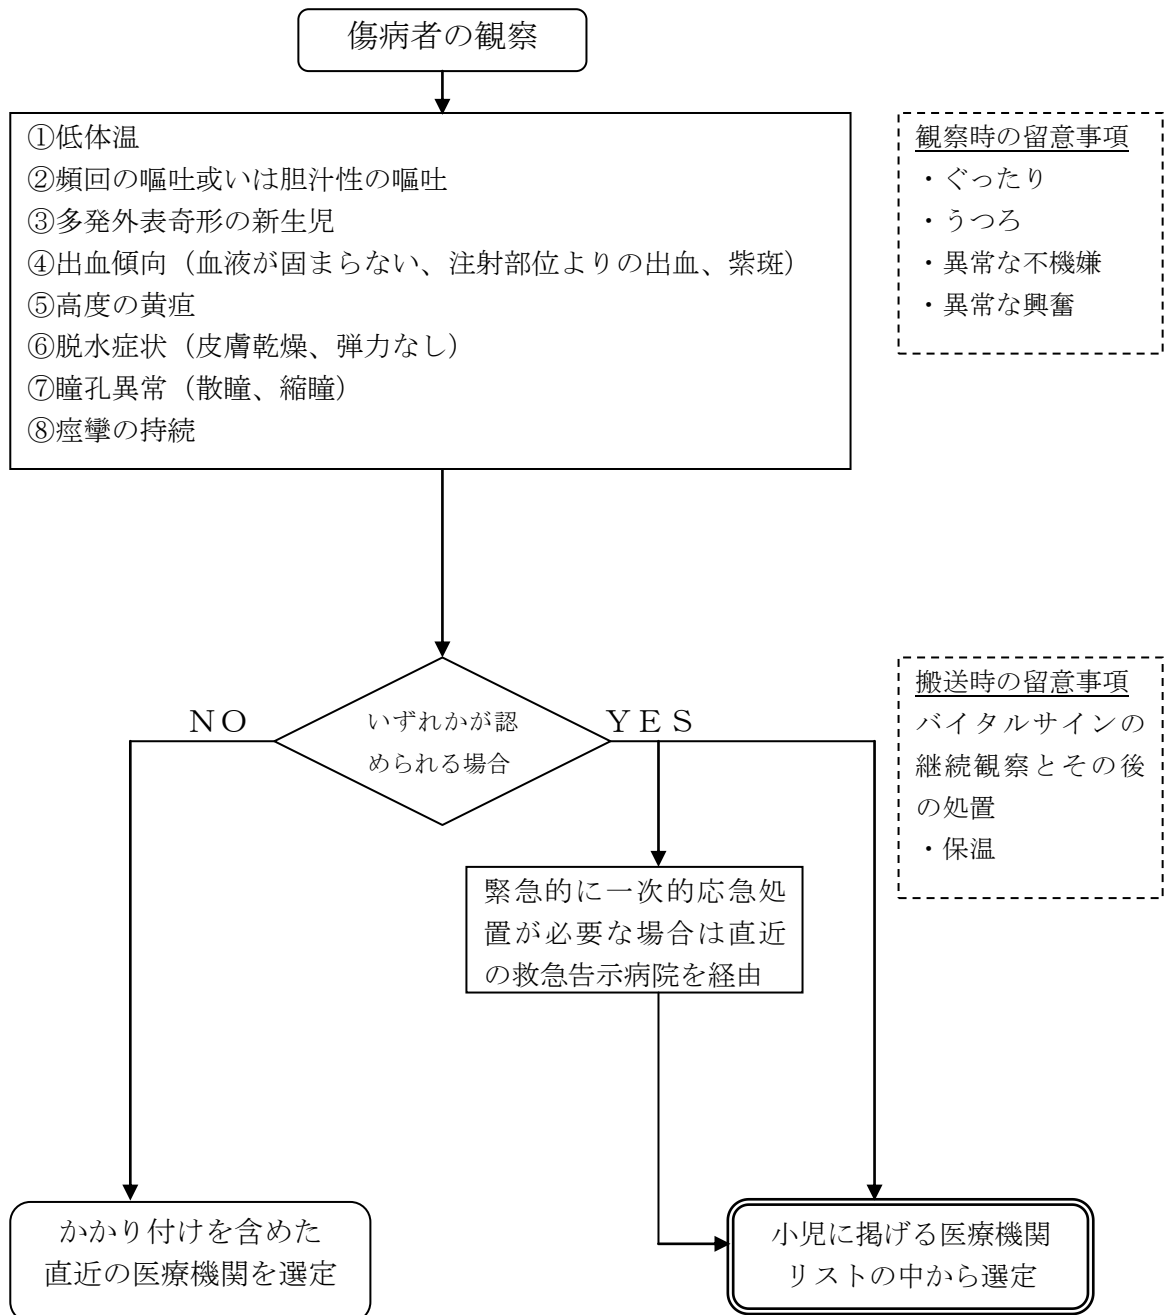 傷病者の観察
①低体温
②頻回の嘔吐或いは胆汁性の嘔吐
③多発外表奇形の新生児
④出血傾向（血液が固まらない、注射部位よりの出血、紫斑）
⑤高度の黄疸
⑥脱水症状（皮膚乾燥、弾力なし）
⑦瞳孔異常（散瞳、縮瞳）
⑧痙攣の持続
観察時の留意事項
・ぐったり
・うつろ
・異常な不機嫌
・異常な興奮
NO
いずれかが認
められる場合
YES
搬送時の留意事項
バイタルサインの
継続観察とその後
の処置
・保温
緊急的に一次的応急処
置が必要な場合は直近
の救急告示病院を経由
かかり付けを含めた
直近の医療機関を選定
小児に掲げる医療機関
リストの中から選定